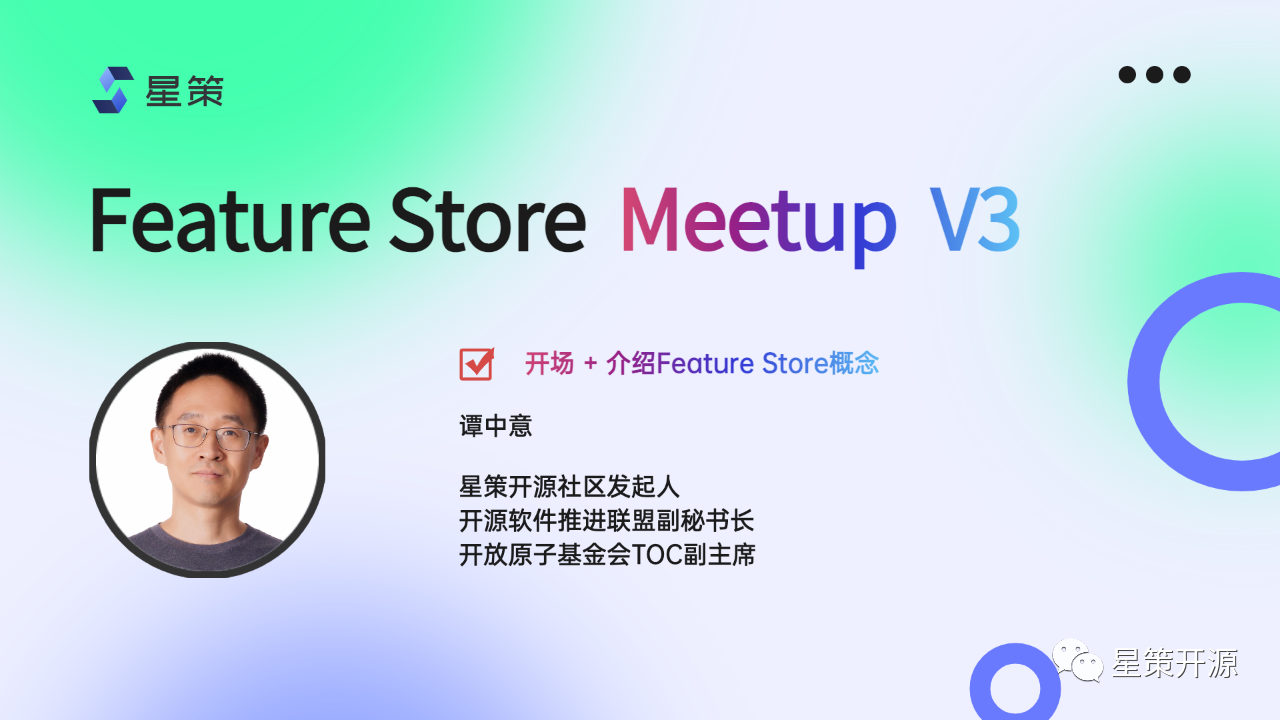 星策
Feature Store Meetup V3
开场 + 介绍Feature Store概念
谭中意
星策开源社区发起人
开源软件推进联盟副秘书长
开放原子基金会TOC副主席
星策开源